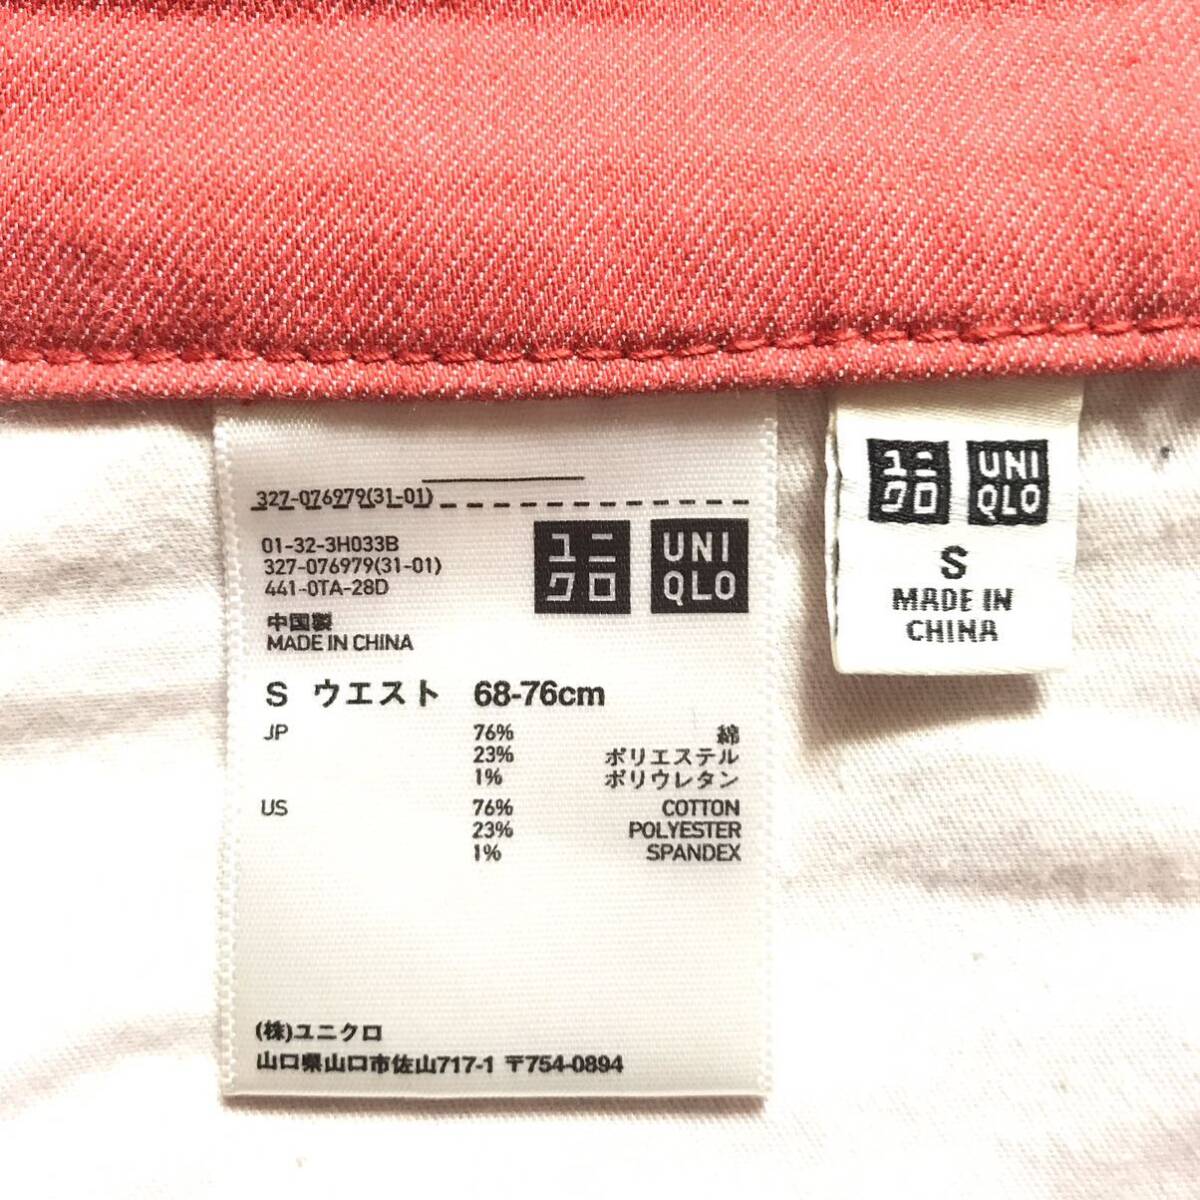 327-076979(31-01)
01-32-3H033B
327-076979(31-01)
441-0TA-28D
中国製
MADE IN CHINA
ユニ
クロ
UNI
QLO
S ウエスト 68-76cm
JP 76% 綿
23% ポリエステル
1% ポリウレタン
US 76% COTTON
23% POLYESTER
1% SPANDEX
(株)ユニクロ
山口県山口市佐山717-1 〒754-0894
ユニ
クロ
UNI
QLO
S
MADE IN
CHINA